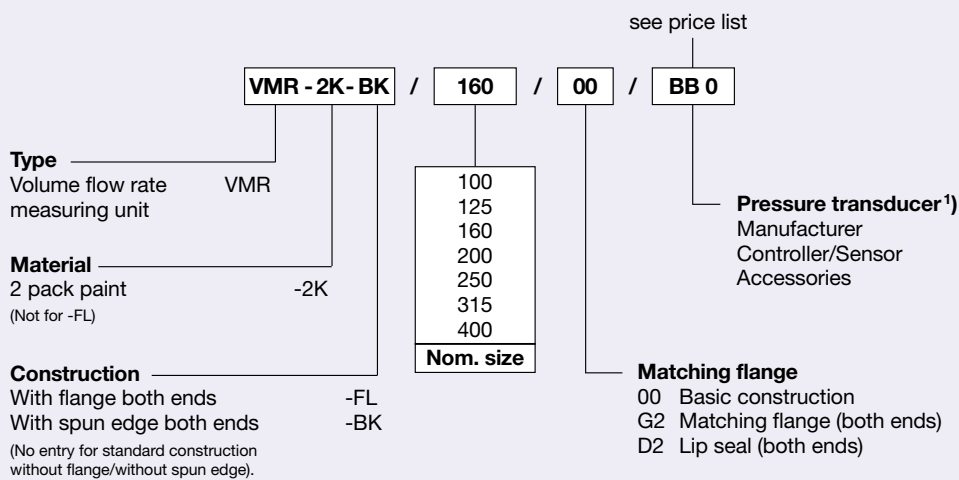 see price list
VMR - 2K - BK / 160 / 00 / BB 0
Type
Volume flow rate VMR
measuring unit
Material
2 pack paint -2K
(Not for -FL)
Construction
With flange both ends -FL
With spun edge both ends -BK
(No entry for standard construction
without flange/without spun edge).
100
125
160
200
250
315
400
Nom. size
Pressure transducer 1)
Manufacturer
Controller/Sensor
Accessories
Matching flange
00 Basic construction
G2 Matching flange (both ends)
D2 Lip seal (both ends)